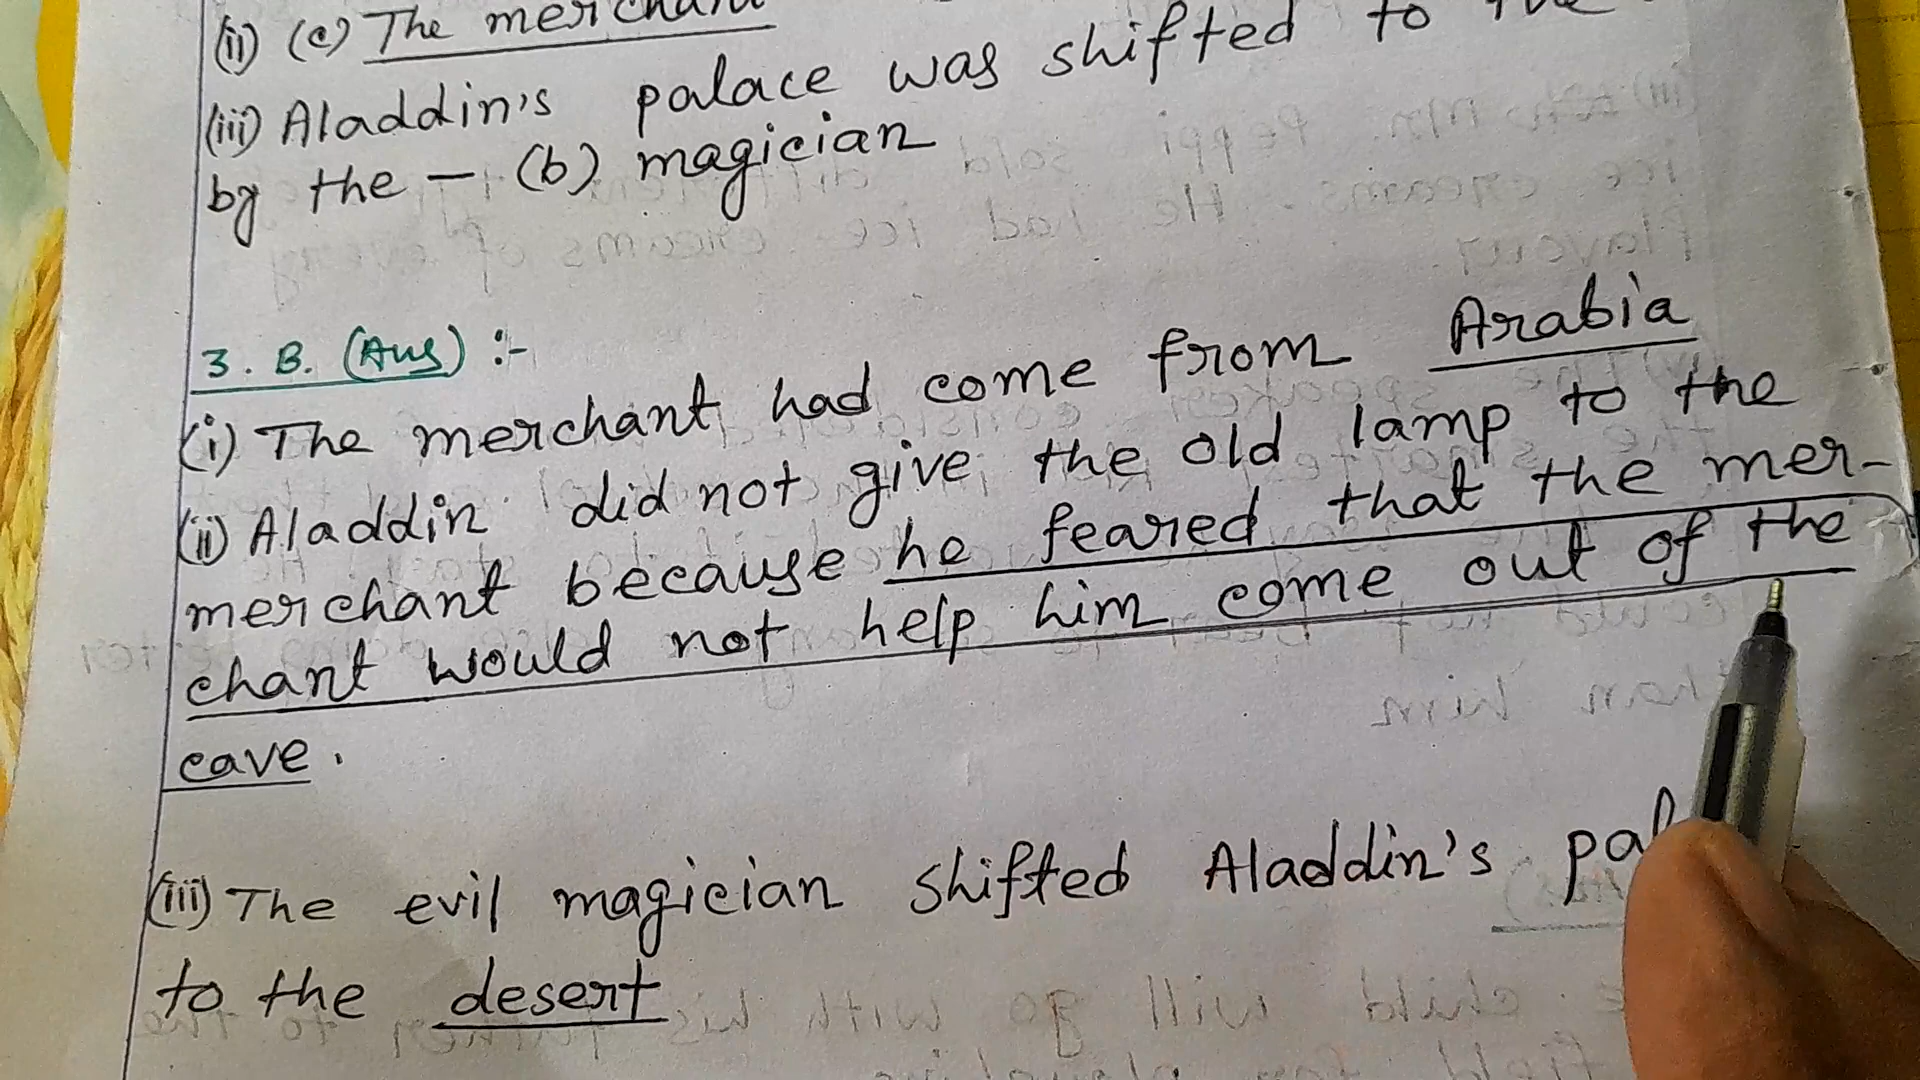 (ii) (c) The merchant
(iii) Aladdin's palace was shifted to the
by the - (b) magician
3. B. (Ans) :-
(i) The merchant had come from Arabia
(ii) Aladdin did not give the old lamp to the
merchant because he feared that the mer-
chant would not help him come out of the
cave.
(iii) The evil magician shifted Aladdin's
to the desert